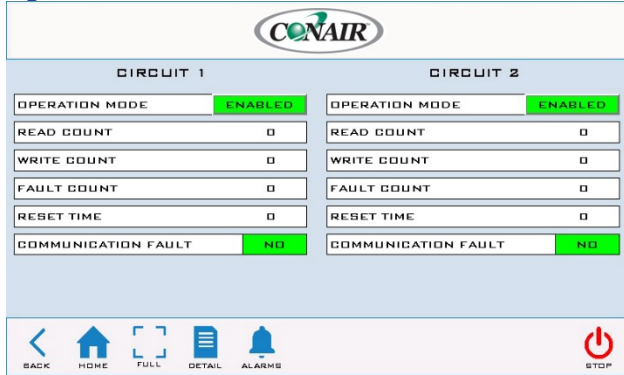 CONAIR
CIRCUIT 1
OPERATION MODE ENABLED
READ COUNT 0
WRITE COUNT 0
FAULT COUNT 0
RESET TIME 0
COMMUNICATION FAULT NO
CIRCUIT 2
OPERATION MODE ENABLED
READ COUNT 0
WRITE COUNT 0
FAULT COUNT 0
RESET TIME 0
COMMUNICATION FAULT NO
BACK HOME FULL DETAIL ALARMS STOP